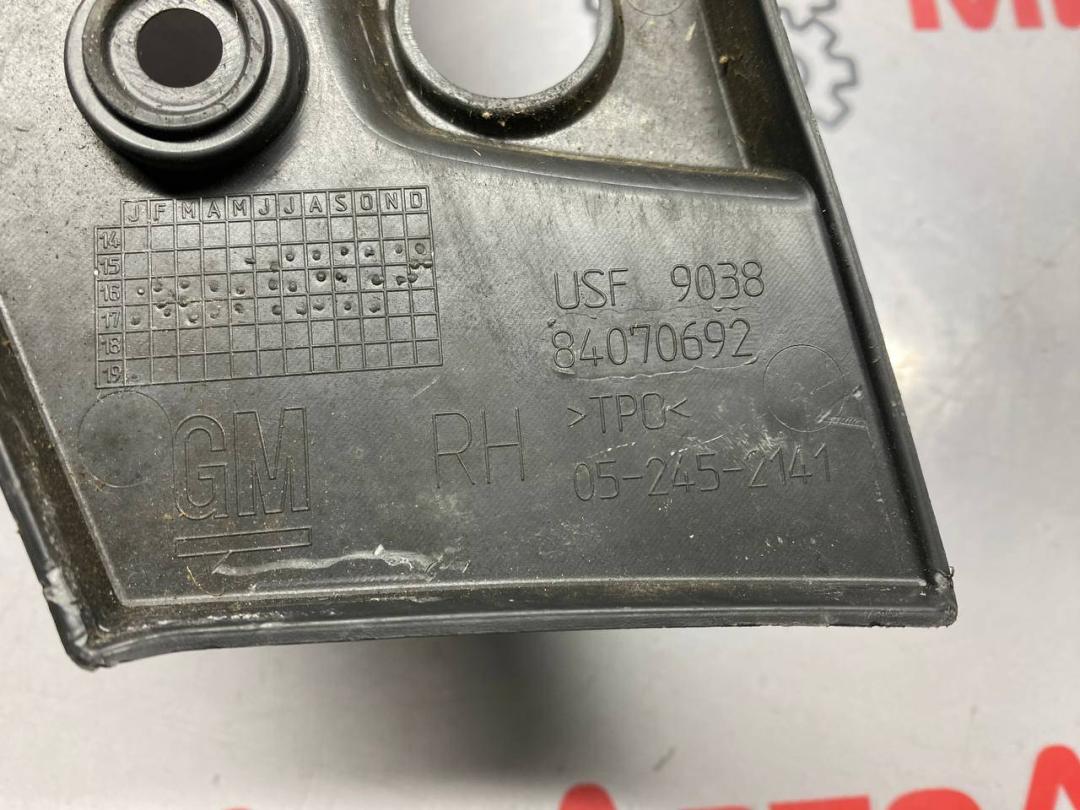 J F M A M J J A S O N D
14
15
16
17
18
19
USF 9038
84070692
>TPO<
GM
RH
05-245-2141